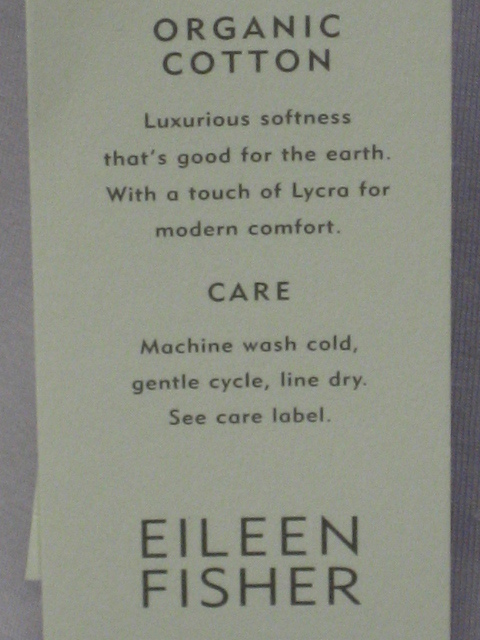 ORGANIC
COTTON
Luxurious softness
that's good for the earth.
With a touch of Lycra for
modern comfort.
CARE
Machine wash cold,
gentle cycle, line dry.
See care label.
EILEEN
FISHER